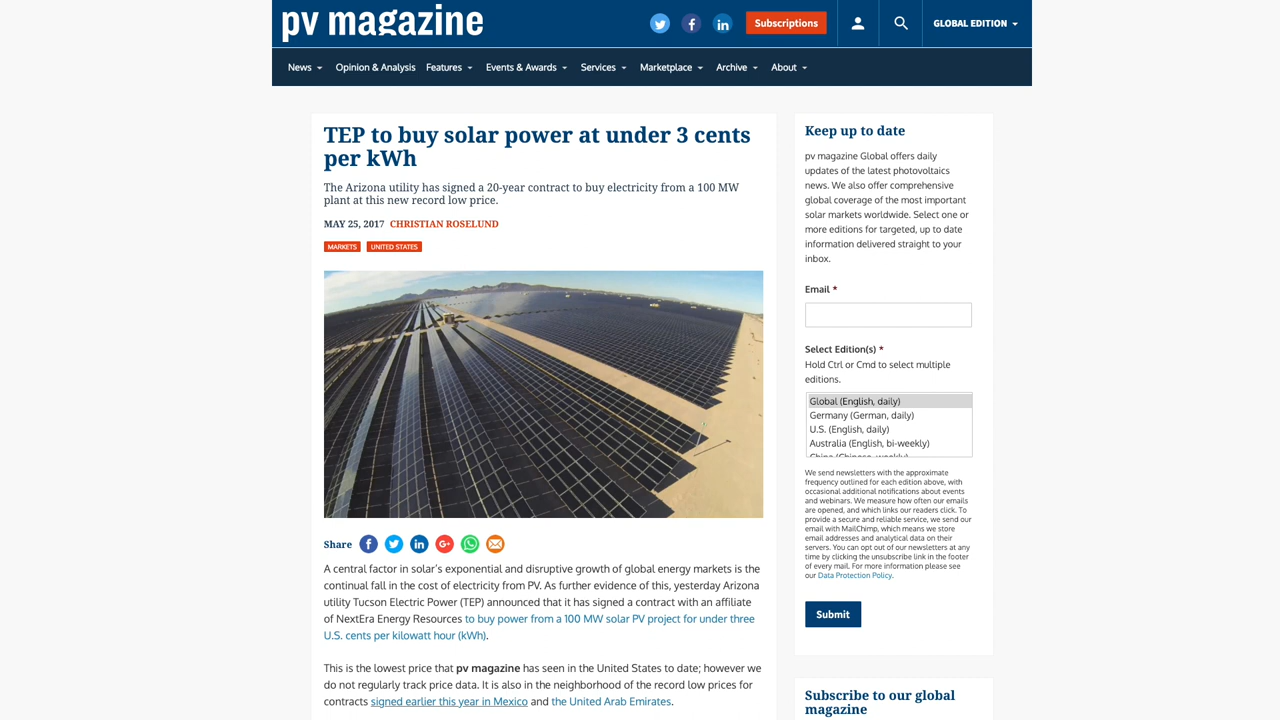 pv magazine
Subscriptions
GLOBAL EDITION
News Opinion & Analysis Features Events & Awards Services Marketplace Archive About
TEP to buy solar power at under 3 cents
per kWh
The Arizona utility has signed a 20-year contract to buy electricity from a 100 MW
plant at this new record low price.
MAY 25, 2017 CHRISTIAN ROSELUND
MARKETS UNITED STATES
Share
A central factor in solar’s exponential and disruptive growth of global energy markets is the
continual fall in the cost of electricity from PV. As further evidence of this, yesterday Arizona
utility Tucson Electric Power (TEP) announced that it has signed a contract with an affiliate
of NextEra Energy Resources to buy power from a 100 MW solar PV project for under three
U.S. cents per kilowatt hour (kWh).
This is the lowest price that pv magazine has seen in the United States to date; however we
do not regularly track price data. It is also in the neighborhood of the record low prices for
contracts signed earlier this year in Mexico and the United Arab Emirates.
Keep up to date
pv magazine Global offers daily
updates of the latest photovoltaics
news. We also offer comprehensive
global coverage of the most important
solar markets worldwide. Select one or
more editions for targeted, up to date
information delivered straight to your
inbox.
Email *
Select Edition(s) *
Hold Ctrl or Cmd to select multiple
editions.
Global (English, daily)
Germany (German, daily)
U.S. (English, daily)
Australia (English, bi-weekly)
China (Chinese, weekly)
We send newsletters with the approximate
frequency outlined for each edition above, with
occasional additional notifications about events
and webinars. We measure how often our emails
are opened, and which links our readers click. To
provide a secure and reliable service, we send our
email with MailChimp, which means we store
email addresses and analytical data on their
servers. You can opt out of our newsletters at any
time by clicking the unsubscribe link in the footer
of every mail. For more information please see
our Data Protection Policy.
Submit
Subscribe to our global
magazine